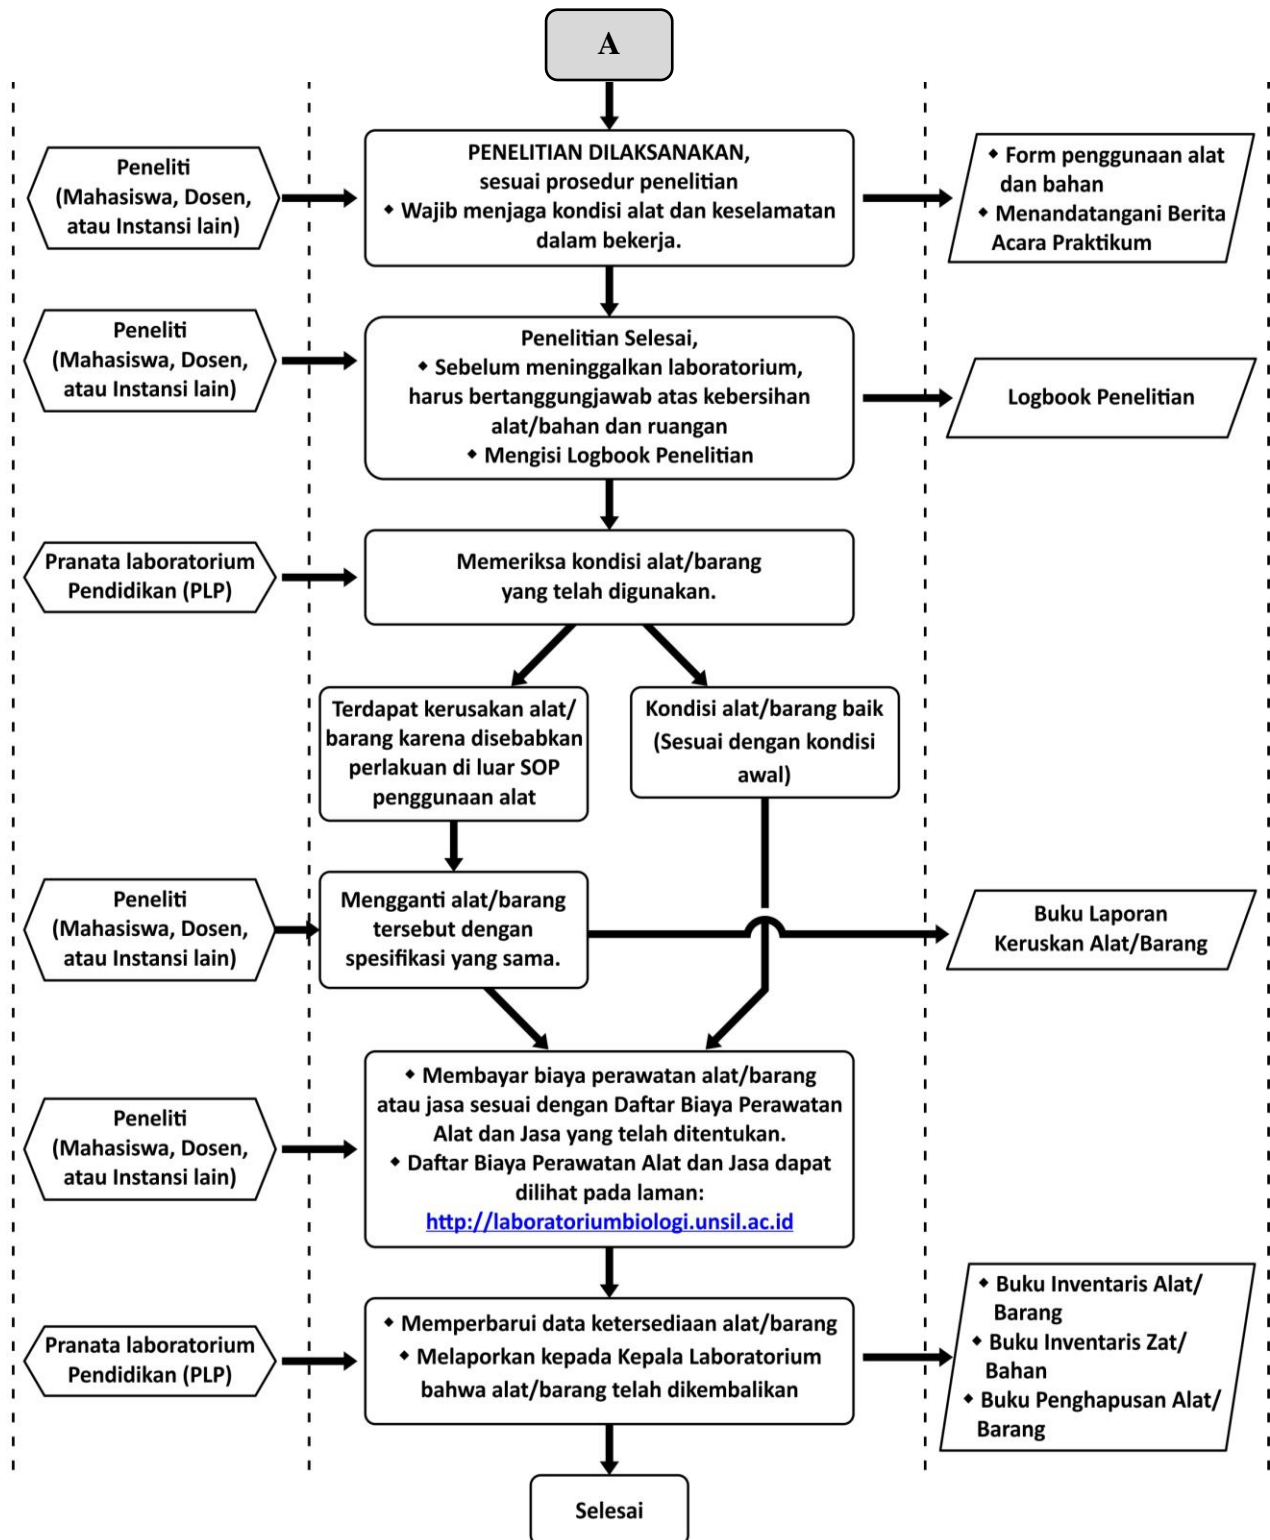 A
Peneliti
(Mahasiswa, Dosen,
atau Instansi lain)
PENELITIAN DILAKSANAKAN,
sesuai prosedur penelitian
◆ Wajib menjaga kondisi alat dan keselamatan
dalam bekerja.
◆ Form penggunaan alat
dan bahan
◆ Menandatangani Berita
Acara Praktikum
Peneliti
(Mahasiswa, Dosen,
atau Instansi lain)
Penelitian Selesai,
◆ Sebelum meninggalkan laboratorium,
harus bertanggungjawab atas kebersihan
alat/bahan dan ruangan
◆ Mengisi Logbook Penelitian
Logbook Penelitian
Pranata laboratorium
Pendidikan (PLP)
Memeriksa kondisi alat/barang
yang telah digunakan.
Terdapat kerusakan alat/
barang karena disebabkan
perlakuan di luar SOP
penggunaan alat
Kondisi alat/barang baik
(Sesuai dengan kondisi
awal)
Peneliti
(Mahasiswa, Dosen,
atau Instansi lain)
Mengganti alat/barang
tersebut dengan
spesifikasi yang sama.
Buku Laporan
Keruskan Alat/Barang
Peneliti
(Mahasiswa, Dosen,
atau Instansi lain)
◆ Membayar biaya perawatan alat/barang
atau jasa sesuai dengan Daftar Biaya Perawatan
Alat dan Jasa yang telah ditentukan.
◆ Daftar Biaya Perawatan Alat dan Jasa dapat
dilihat pada laman:
http://laboratoriumbiologi.unsil.ac.id
Pranata laboratorium
Pendidikan (PLP)
◆ Memperbarui data ketersediaan alat/barang
◆ Melaporkan kepada Kepala Laboratorium
bahwa alat/barang telah dikembalikan
◆ Buku Inventaris Alat/
Barang
◆ Buku Inventaris Zat/
Bahan
◆ Buku Penghapusan Alat/
Barang
Selesai